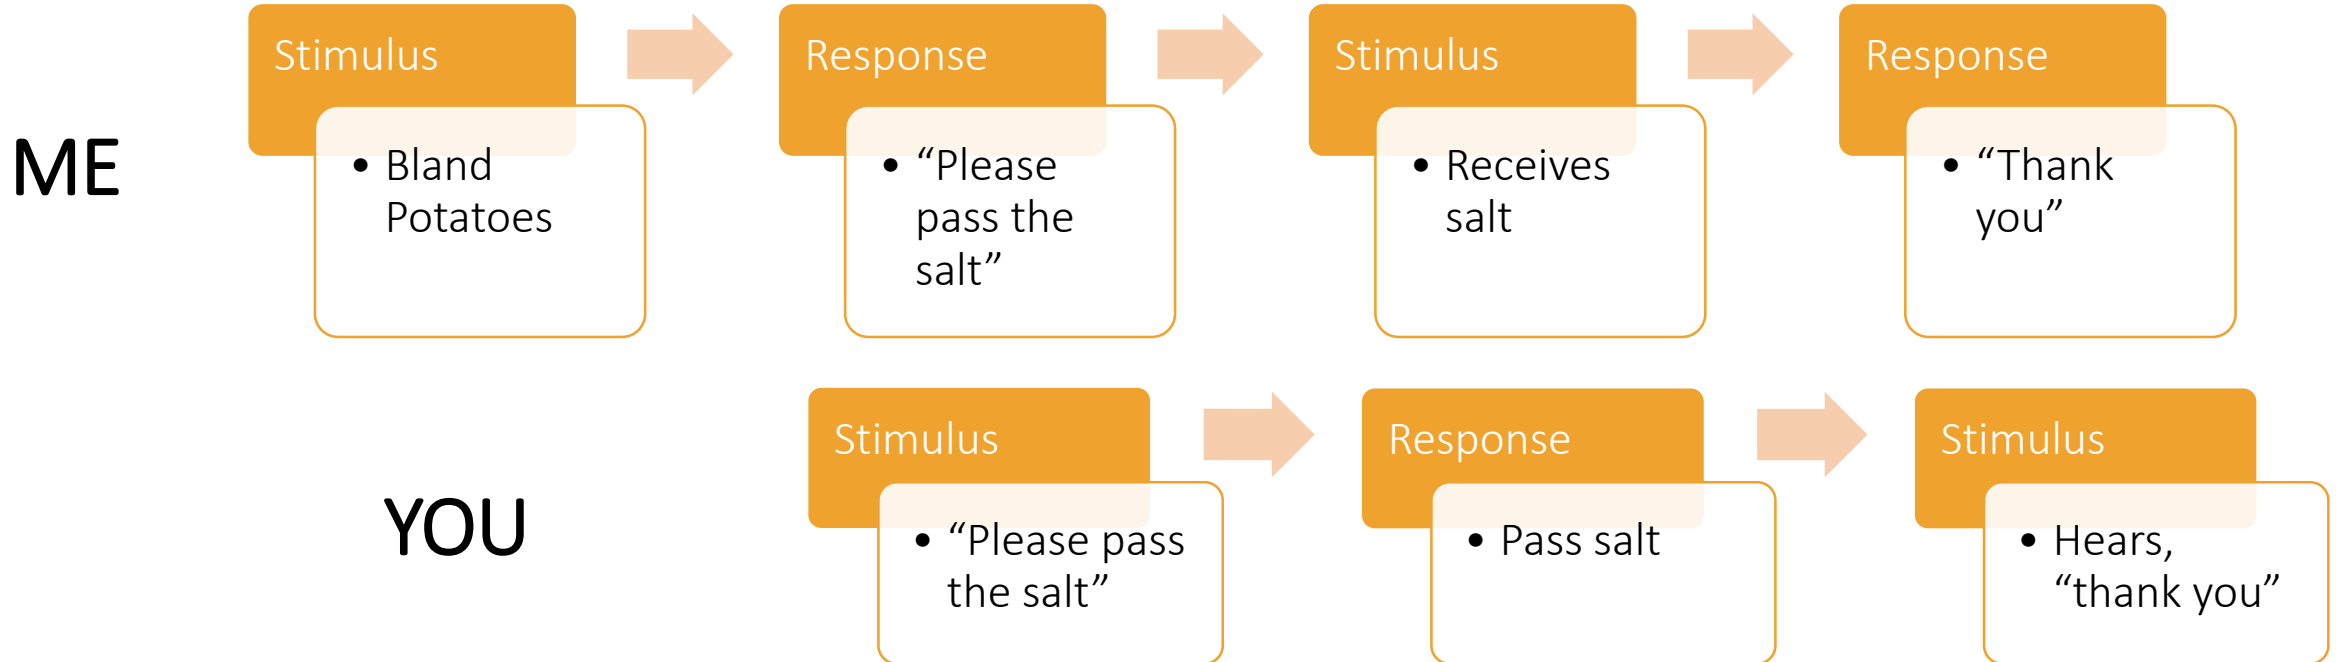 Stimulus
Response
Stimulus
Response
ME
• Bland
Potatoes
• “Please
pass the
salt”
• Receives
salt
• “Thank
you”
Stimulus
Response
Stimulus
YOU
• “Please pass
the salt”
• Pass salt
• Hears,
“thank you”